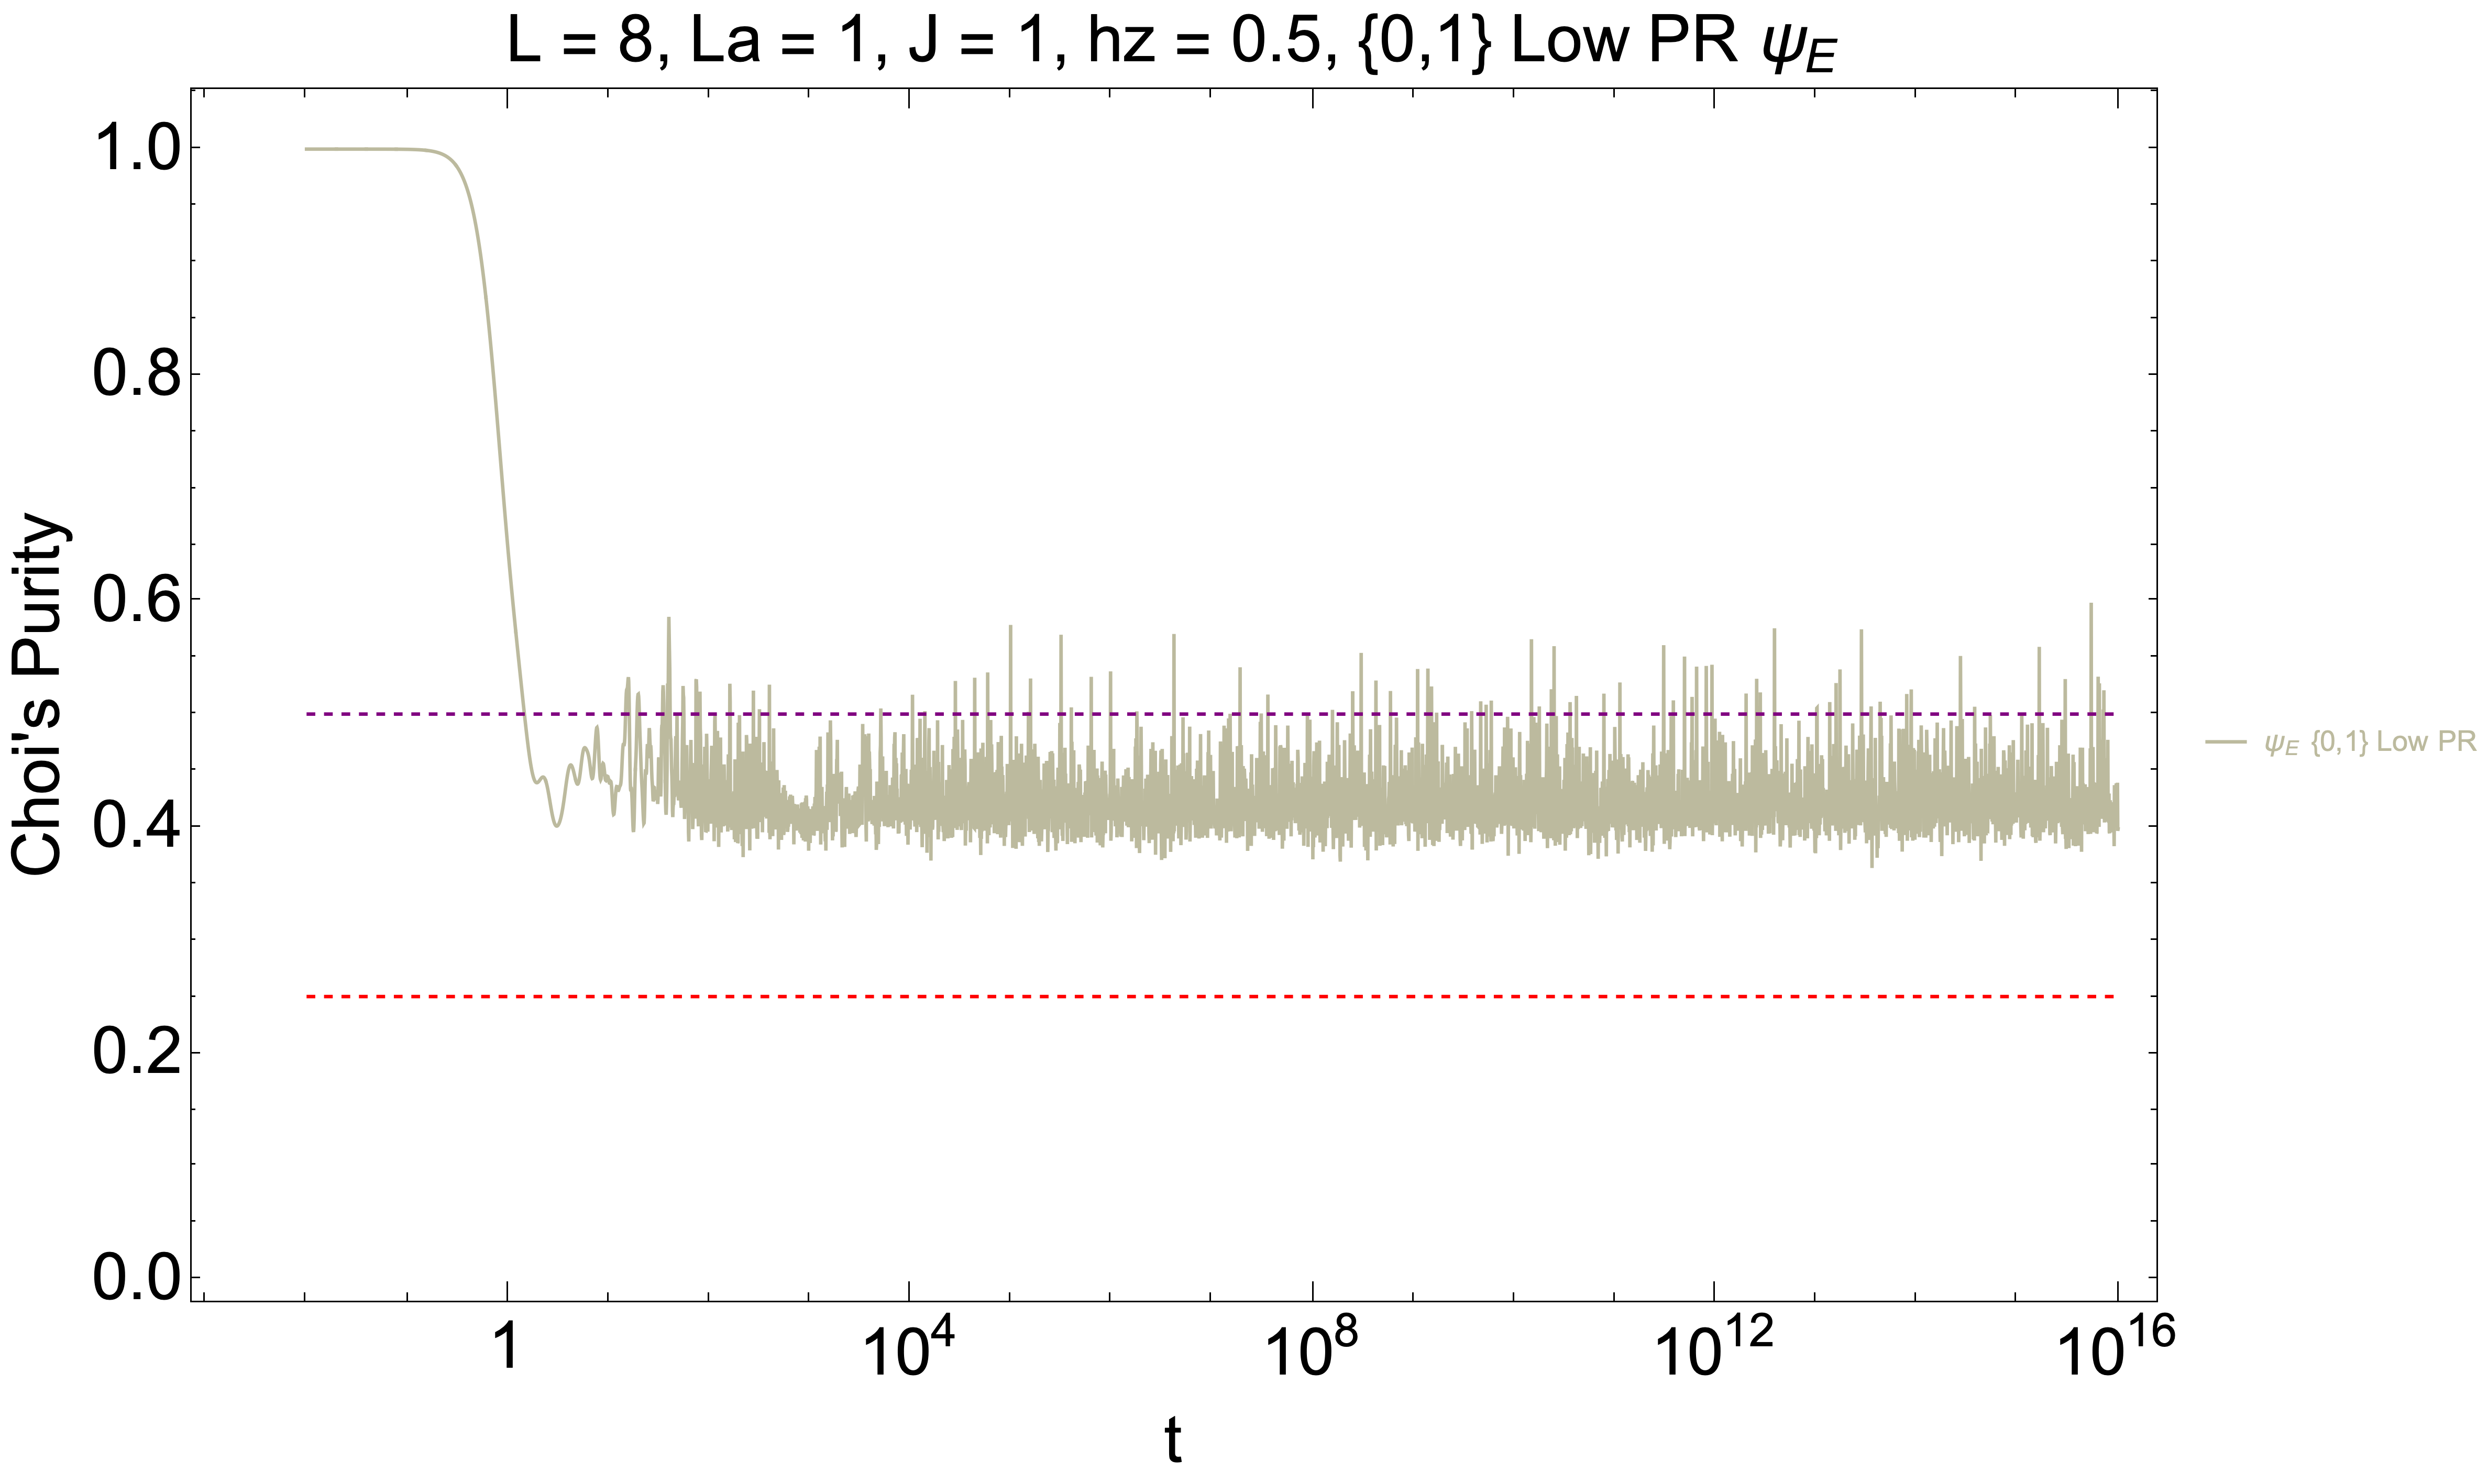 L = 8, La = 1, J = 1, hz = 0.5, {0,1} Low PR ψE
Choi's Purity
1.0
0.8
0.6
0.4
0.2
0.0
ψE {0,1} Low PR
1 10^4 10^8 10^12 10^16
t